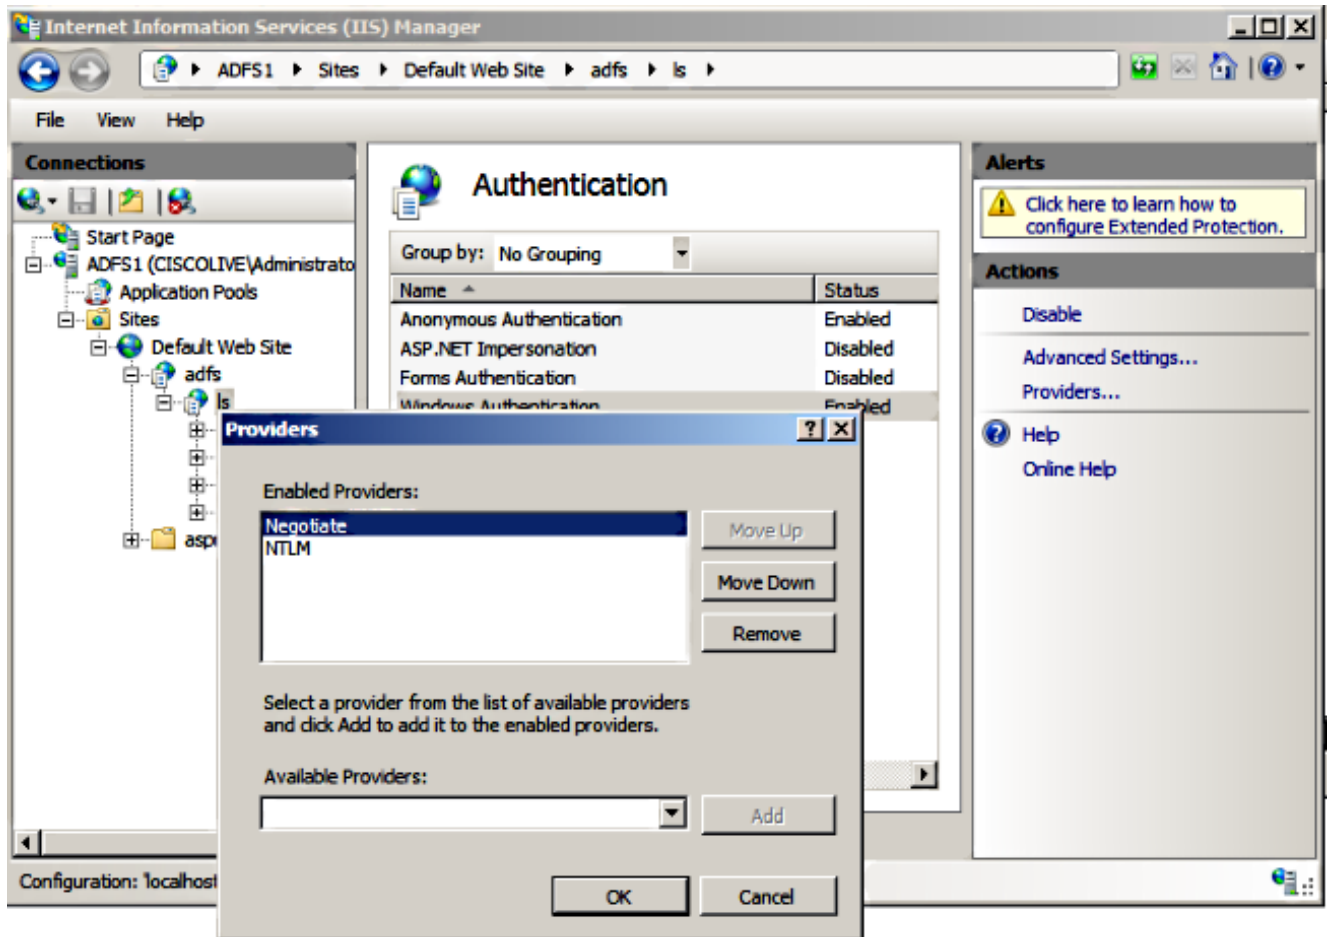 Internet Information Services (IIS) Manager
ADFS1 Sites Default Web Site adfs ls
File View Help
Connections
Start Page
ADFS1 (CISCOLIVE\Administrato
Application Pools
Sites
Default Web Site
adfs
ls
asp
Authentication
Group by: No Grouping
Name Status
Anonymous Authentication Enabled
ASP.NET Impersonation Disabled
Forms Authentication Disabled
Windows Authentication Enabled
Alerts
Click here to learn how to
configure Extended Protection.
Actions
Disable
Advanced Settings...
Providers...
Help
Online Help
Providers
Enabled Providers:
Negotiate
NTLM
Move Up
Move Down
Remove
Select a provider from the list of available providers
and click Add to add it to the enabled providers.
Available Providers:
Add
OK Cancel
Configuration: 'localhost